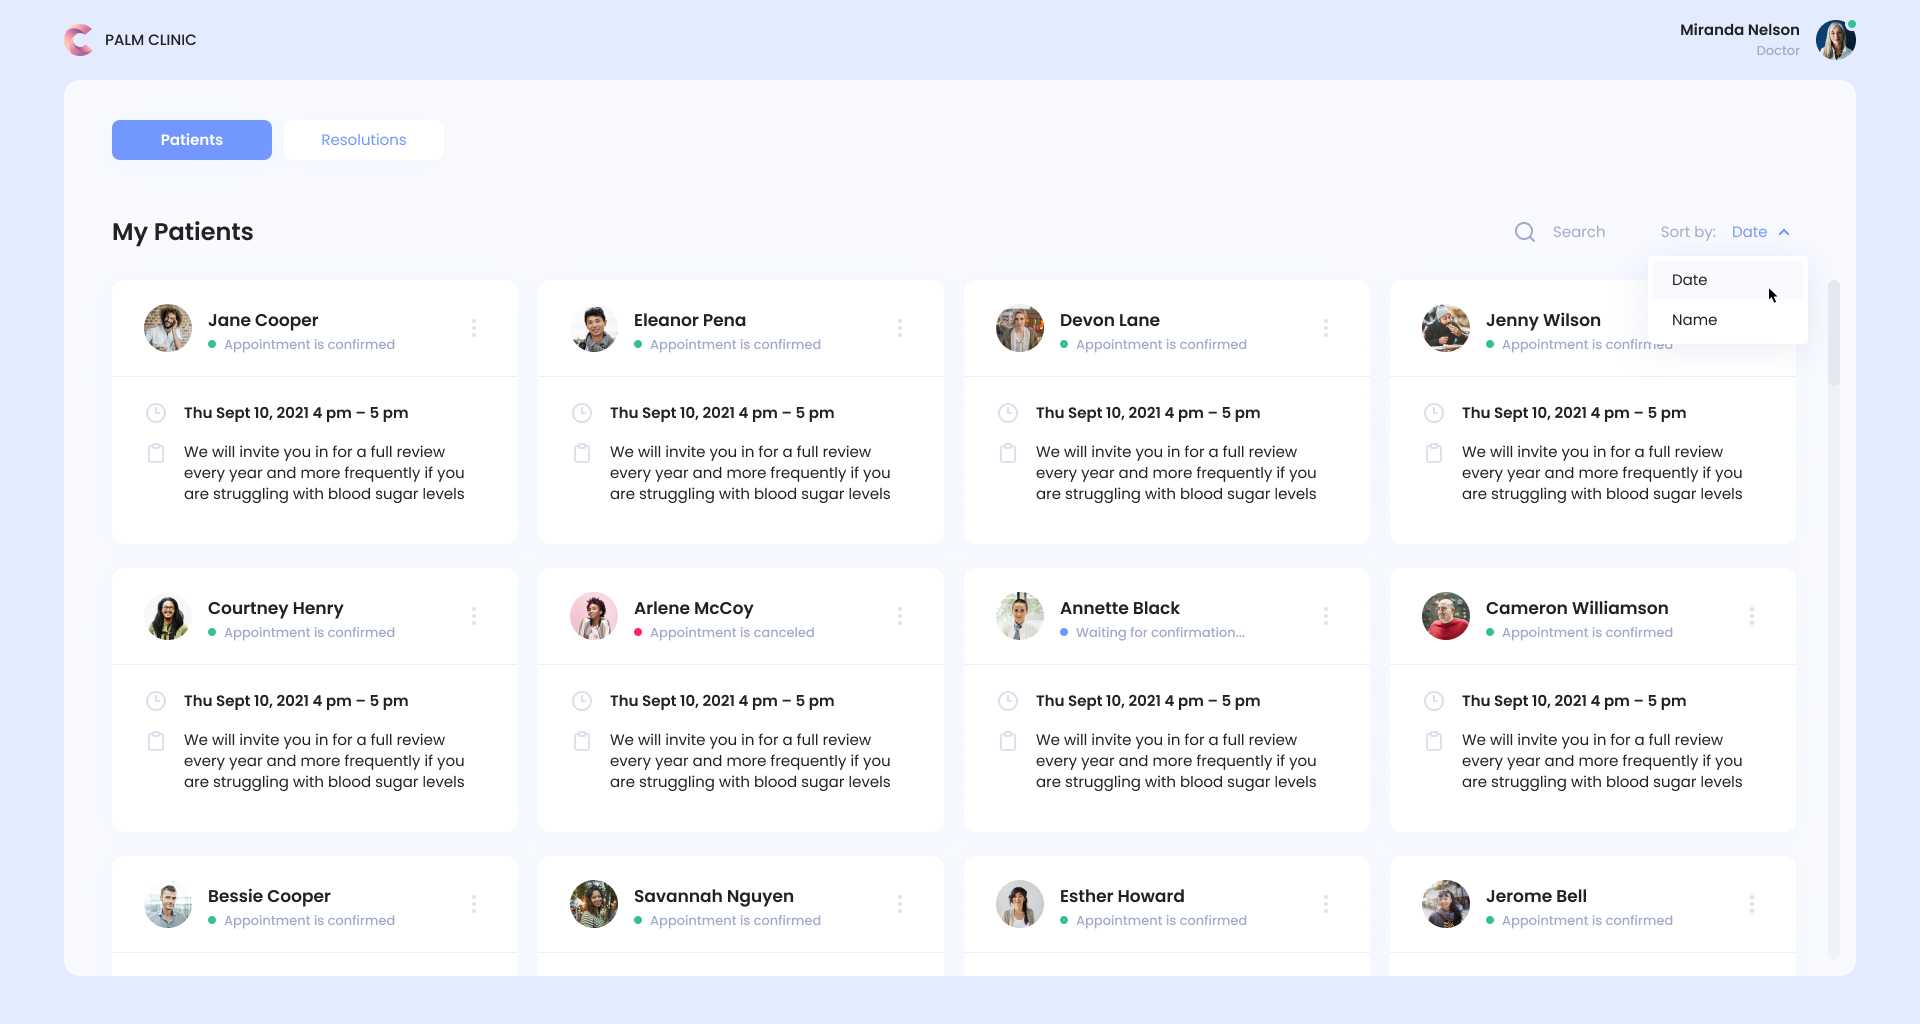 PALM CLINIC
Miranda Nelson
Doctor
Patients
Resolutions
My Patients
Search
Sort by: Date
Date
Name
Jane Cooper
Appointment is confirmed
Thu Sept 10, 2021 4 pm – 5 pm
We will invite you in for a full review
every year and more frequently if you
are struggling with blood sugar levels
Eleanor Pena
Appointment is confirmed
Thu Sept 10, 2021 4 pm – 5 pm
We will invite you in for a full review
every year and more frequently if you
are struggling with blood sugar levels
Devon Lane
Appointment is confirmed
Thu Sept 10, 2021 4 pm – 5 pm
We will invite you in for a full review
every year and more frequently if you
are struggling with blood sugar levels
Jenny Wilson
Appointment is confirmed
Thu Sept 10, 2021 4 pm – 5 pm
We will invite you in for a full review
every year and more frequently if you
are struggling with blood sugar levels
Courtney Henry
Appointment is confirmed
Thu Sept 10, 2021 4 pm – 5 pm
We will invite you in for a full review
every year and more frequently if you
are struggling with blood sugar levels
Arlene McCoy
Appointment is canceled
Thu Sept 10, 2021 4 pm – 5 pm
We will invite you in for a full review
every year and more frequently if you
are struggling with blood sugar levels
Annette Black
Waiting for confirmation...
Thu Sept 10, 2021 4 pm – 5 pm
We will invite you in for a full review
every year and more frequently if you
are struggling with blood sugar levels
Cameron Williamson
Appointment is confirmed
Thu Sept 10, 2021 4 pm – 5 pm
We will invite you in for a full review
every year and more frequently if you
are struggling with blood sugar levels
Bessie Cooper
Appointment is confirmed
Savannah Nguyen
Appointment is confirmed
Esther Howard
Appointment is confirmed
Jerome Bell
Appointment is confirmed